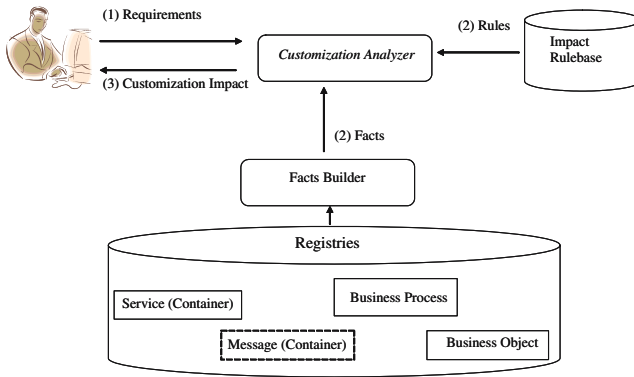 (1) Requirements
Customization Analyzer
(2) Rules
Impact
Rulebase
(3) Customization Impact
(2) Facts
Facts Builder
Registries
Service (Container)
Business Process
Message (Container)
Business Object